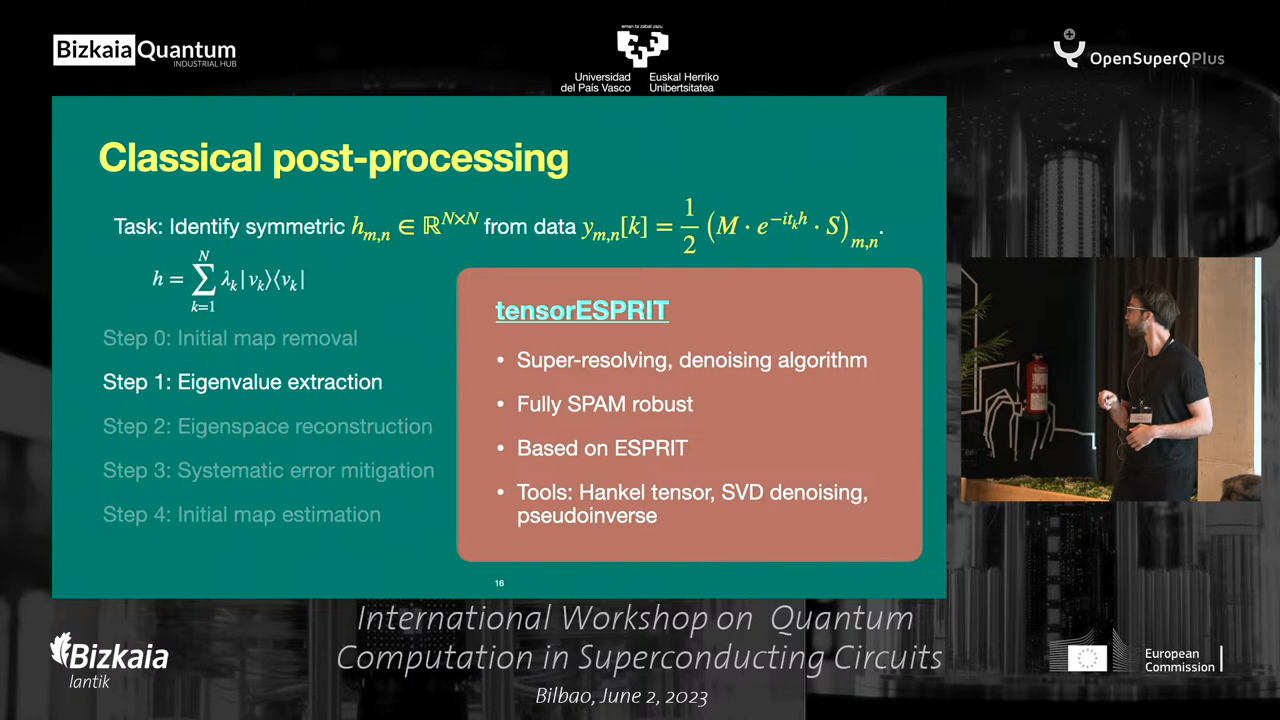 eman ta zabal zazu
Bizkaia Quantum
INDUSTRIAL HUB
Universidad
del País Vasco
Euskal Herriko
Unibertsitatea
OpenSuperQPlus
Classical post-processing
Task: Identify symmetric h_{m,n} ∈ ℝ^{N×N} from data y_{m,n}[k] = 1/2 (M · e^{-it_k h} · S)_{m,n}.
h = ∑_{k=1}^{N} λ_k |v_k⟩⟨v_k|
Step 0: Initial map removal
Step 1: Eigenvalue extraction
Step 2: Eigenspace reconstruction
Step 3: Systematic error mitigation
Step 4: Initial map estimation
tensorESPRIT
• Super-resolving, denoising algorithm
• Fully SPAM robust
• Based on ESPRIT
• Tools: Hankel tensor, SVD denoising,
pseudoinverse
16
International Workshop on Quantum
Computation in Superconducting Circuits
Bilbao, June 2, 2023
Bizkaia
lantik
European
Commission